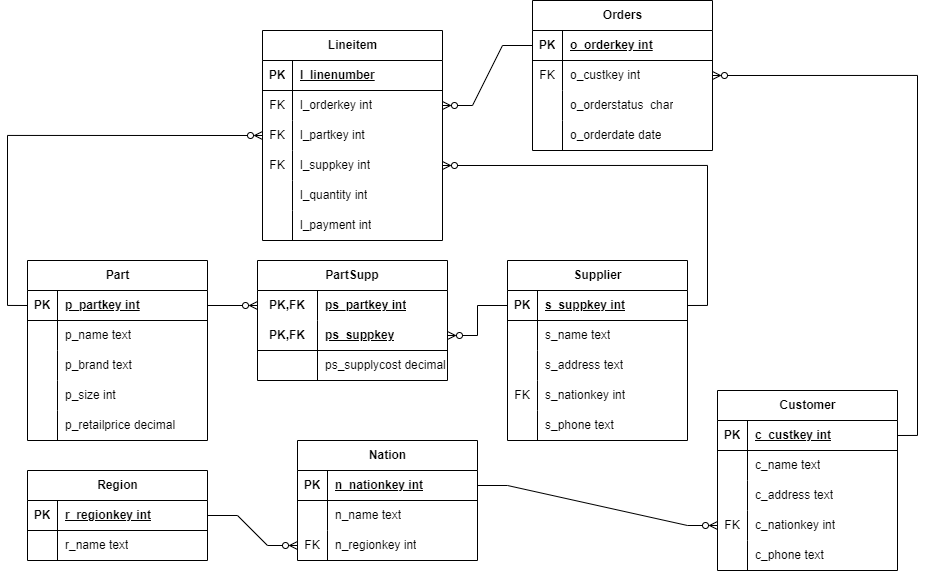 Orders
PK o_orderkey int
FK o_custkey int
o_orderstatus  char
o_orderdate date
Lineitem
PK l_linenumber
FK l_orderkey int
FK l_partkey int
FK l_suppkey int
l_quantity int
l_payment int
Part
PK p_partkey int
p_name text
p_brand text
p_size int
p_retailprice decimal
PartSupp
PK,FK ps_partkey int
PK,FK ps_suppkey
ps_supplycost decimal
Supplier
PK s_suppkey int
s_name text
s_address text
FK s_nationkey int
s_phone text
Customer
PK c_custkey int
c_name text
c_address text
FK c_nationkey int
c_phone text
Nation
PK n_nationkey int
n_name text
FK n_regionkey int
Region
PK r_regionkey int
r_name text